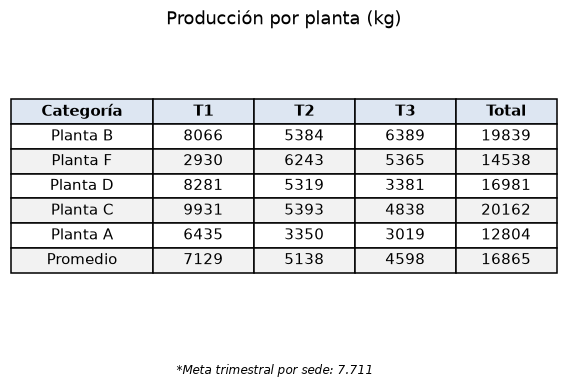 Producción por planta (kg)
Categoría T1 T2 T3 Total
Planta B 8066 5384 6389 19839
Planta F 2930 6243 5365 14538
Planta D 8281 5319 3381 16981
Planta C 9931 5393 4838 20162
Planta A 6435 3350 3019 12804
Promedio 7129 5138 4598 16865
*Meta trimestral por sede: 7.711